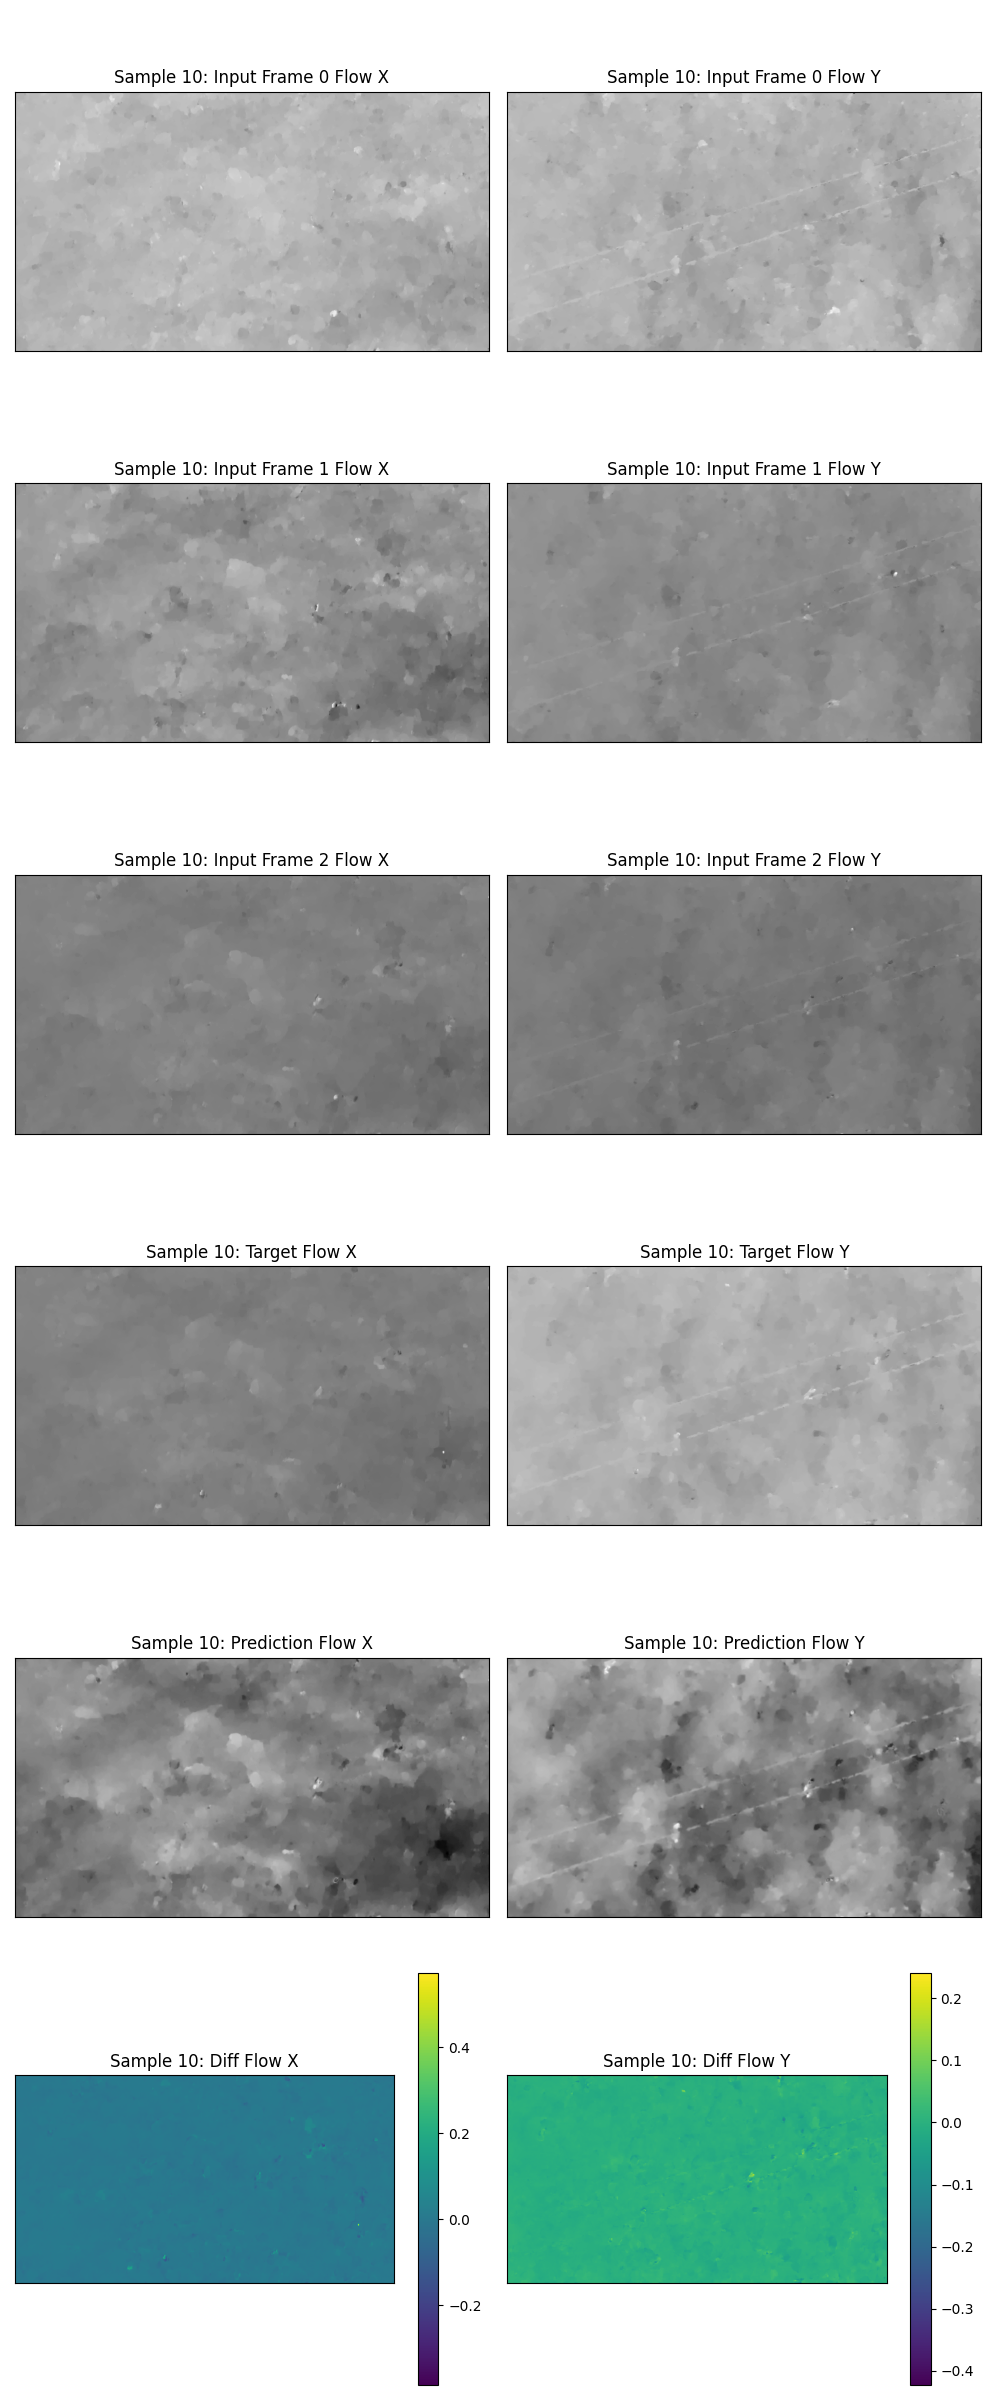 Sample 10: Input Frame 0 Flow X
Sample 10: Input Frame 0 Flow Y
Sample 10: Input Frame 1 Flow X
Sample 10: Input Frame 1 Flow Y
Sample 10: Input Frame 2 Flow X
Sample 10: Input Frame 2 Flow Y
Sample 10: Target Flow X
Sample 10: Target Flow Y
Sample 10: Prediction Flow X
Sample 10: Prediction Flow Y
Sample 10: Diff Flow X
0.4
0.2
0.0
−0.2
Sample 10: Diff Flow Y
0.2
0.1
0.0
−0.1
−0.2
−0.3
−0.4